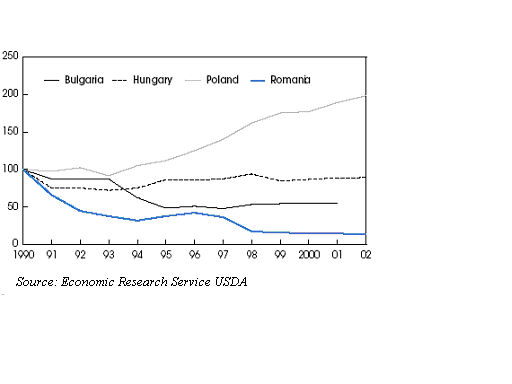 250
Bulgaria Hungary Poland Romania
200
150
100
50
0
1990 91 92 93 94 95 96 97 98 99 2000 01 02
Source: Economic Research Service USDA